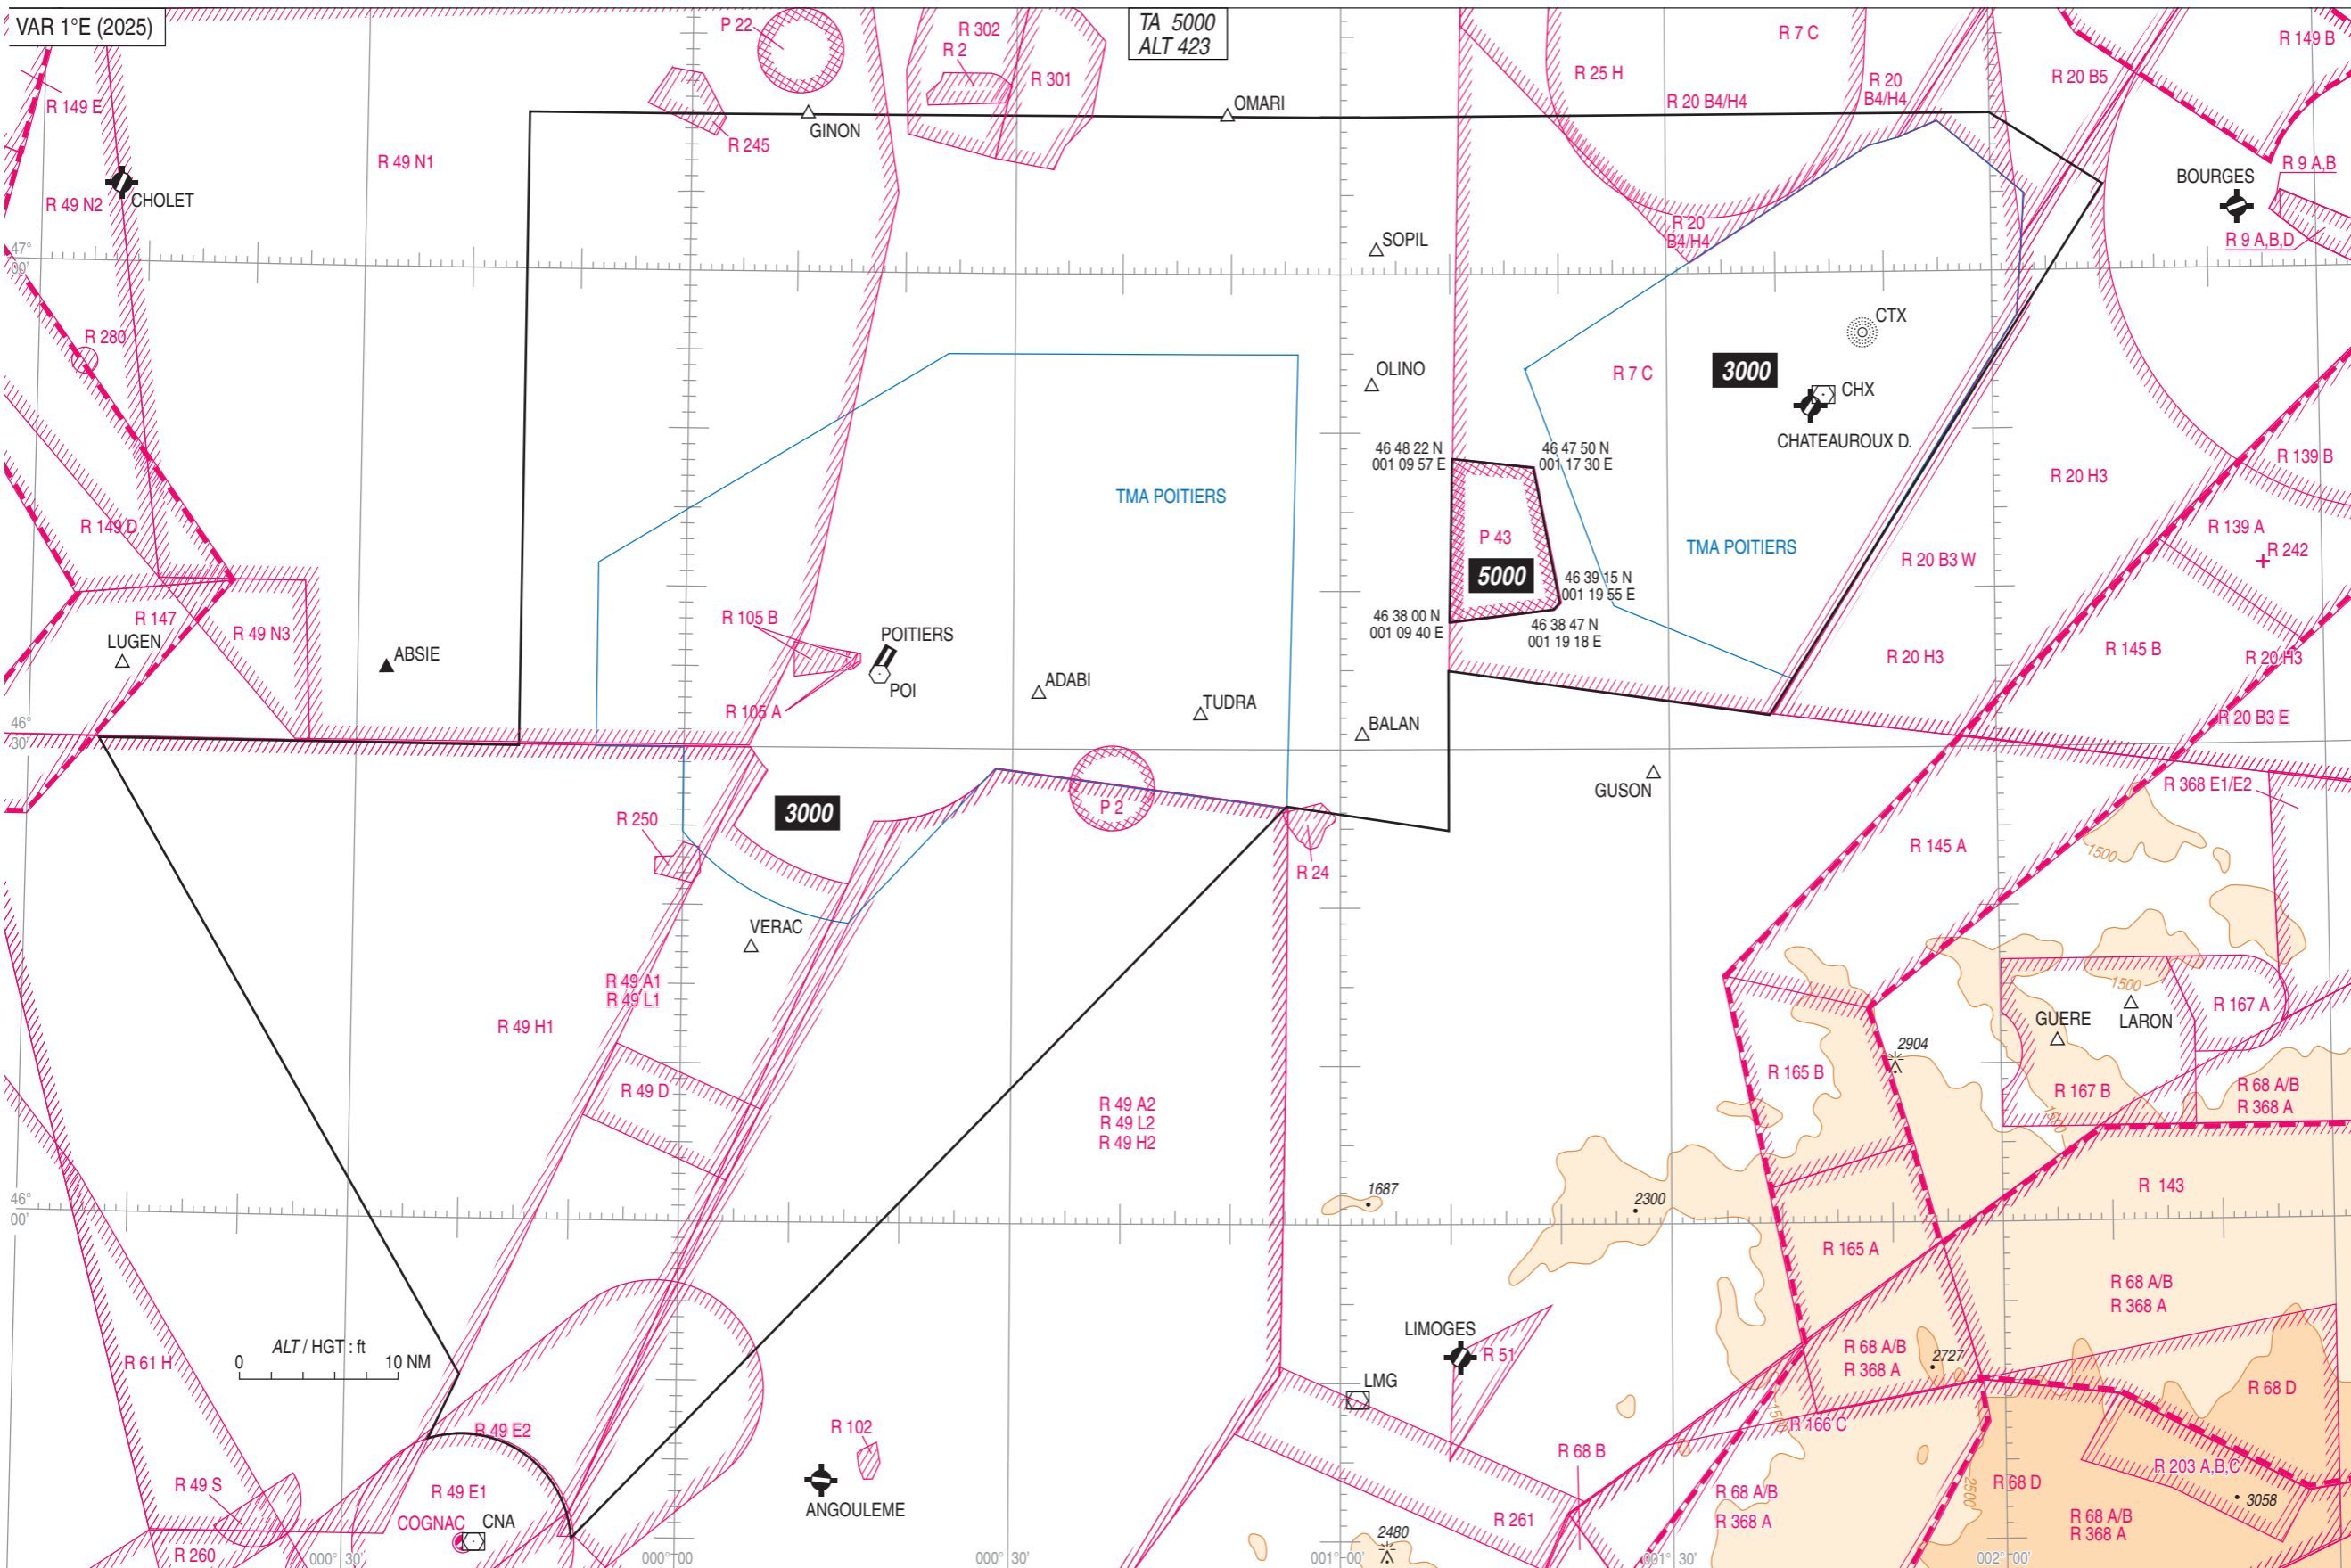 VAR 1°E (2025)
P 22
R 302
R 2
R 301
TA 5000
ALT 423
R 7 C
R 149 B
R 25 H
R 20 B4/H4
R 20
B4/H4
R 20 B5
R 149 E
R 49 N1
R 245
GINON
OMARI
CHOLET
R 49 N2
BOURGES
R 9 A,B
R 9 A,B,D
SOPIL
R 20
B4/H4
47°
00'
R 280
CTX
OLINO
R 7 C
3000
CHX
CHATEAUROUX D.
46 48 22 N
001 09 57 E
46 47 50 N
001 17 30 E
R 139 B
R 20 H3
TMA POITIERS
R 149 D
R 139 A
R 242
P 43
5000
TMA POITIERS
R 20 B3 W
46 39 15 N
001 19 55 E
46 38 00 N
001 09 40 E
46 38 47 N
001 19 18 E
R 147
LUGEN
R 49 N3
ABSIE
R 105 B
POITIERS
POI
R 105 A
ADABI
TUDRA
BALAN
R 20 H3
R 145 B
R 20 H3
R 20 B3 E
46°
30'
GUSON
R 368 E1/E2
P 2
3000
R 250
R 24
R 145 A
1500
VERAC
R 49 A1
R 49 L1
R 49 H1
1500
R 167 A
GUERE
LARON
2904
R 165 B
R 49 D
R 167 B
R 68 A/B
R 368 A
1500
R 49 A2
R 49 L2
R 49 H2
R 143
1687
2300
46°
00'
R 165 A
R 68 A/B
R 368 A
ALT / HGT : ft
0
10 NM
R 61 H
LIMOGES
R 51
LMG
R 68 A/B
R 368 A
2727
R 68 D
R 49 E2
R 102
R 166 C
R 68 B
R 203 A,B,C
R 49 S
R 49 E1
ANGOULEME
COGNAC
CNA
R 68 A/B
R 368 A
2500
R 68 D
3058
R 261
R 68 A/B
R 368 A
2480
R 260
000° 30'
000° 00'
000° 30'
001° 00'
001° 30'
002° 00'